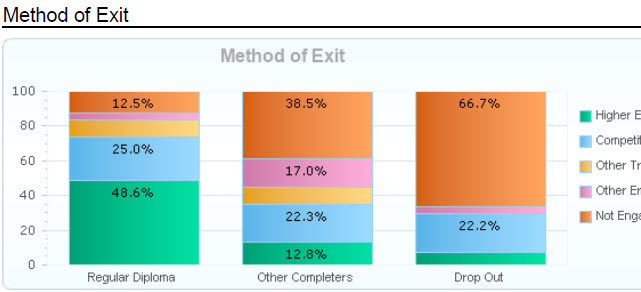 Method of Exit
Method of Exit
100
80
60
40
20
0
12.5%
25.0%
48.6%
38.5%
17.0%
22.3%
12.8%
66.7%
22.2%
Regular Diploma
Other Completers
Drop Out
Higher E
Competit
Other Tr
Other Em
Not Enga